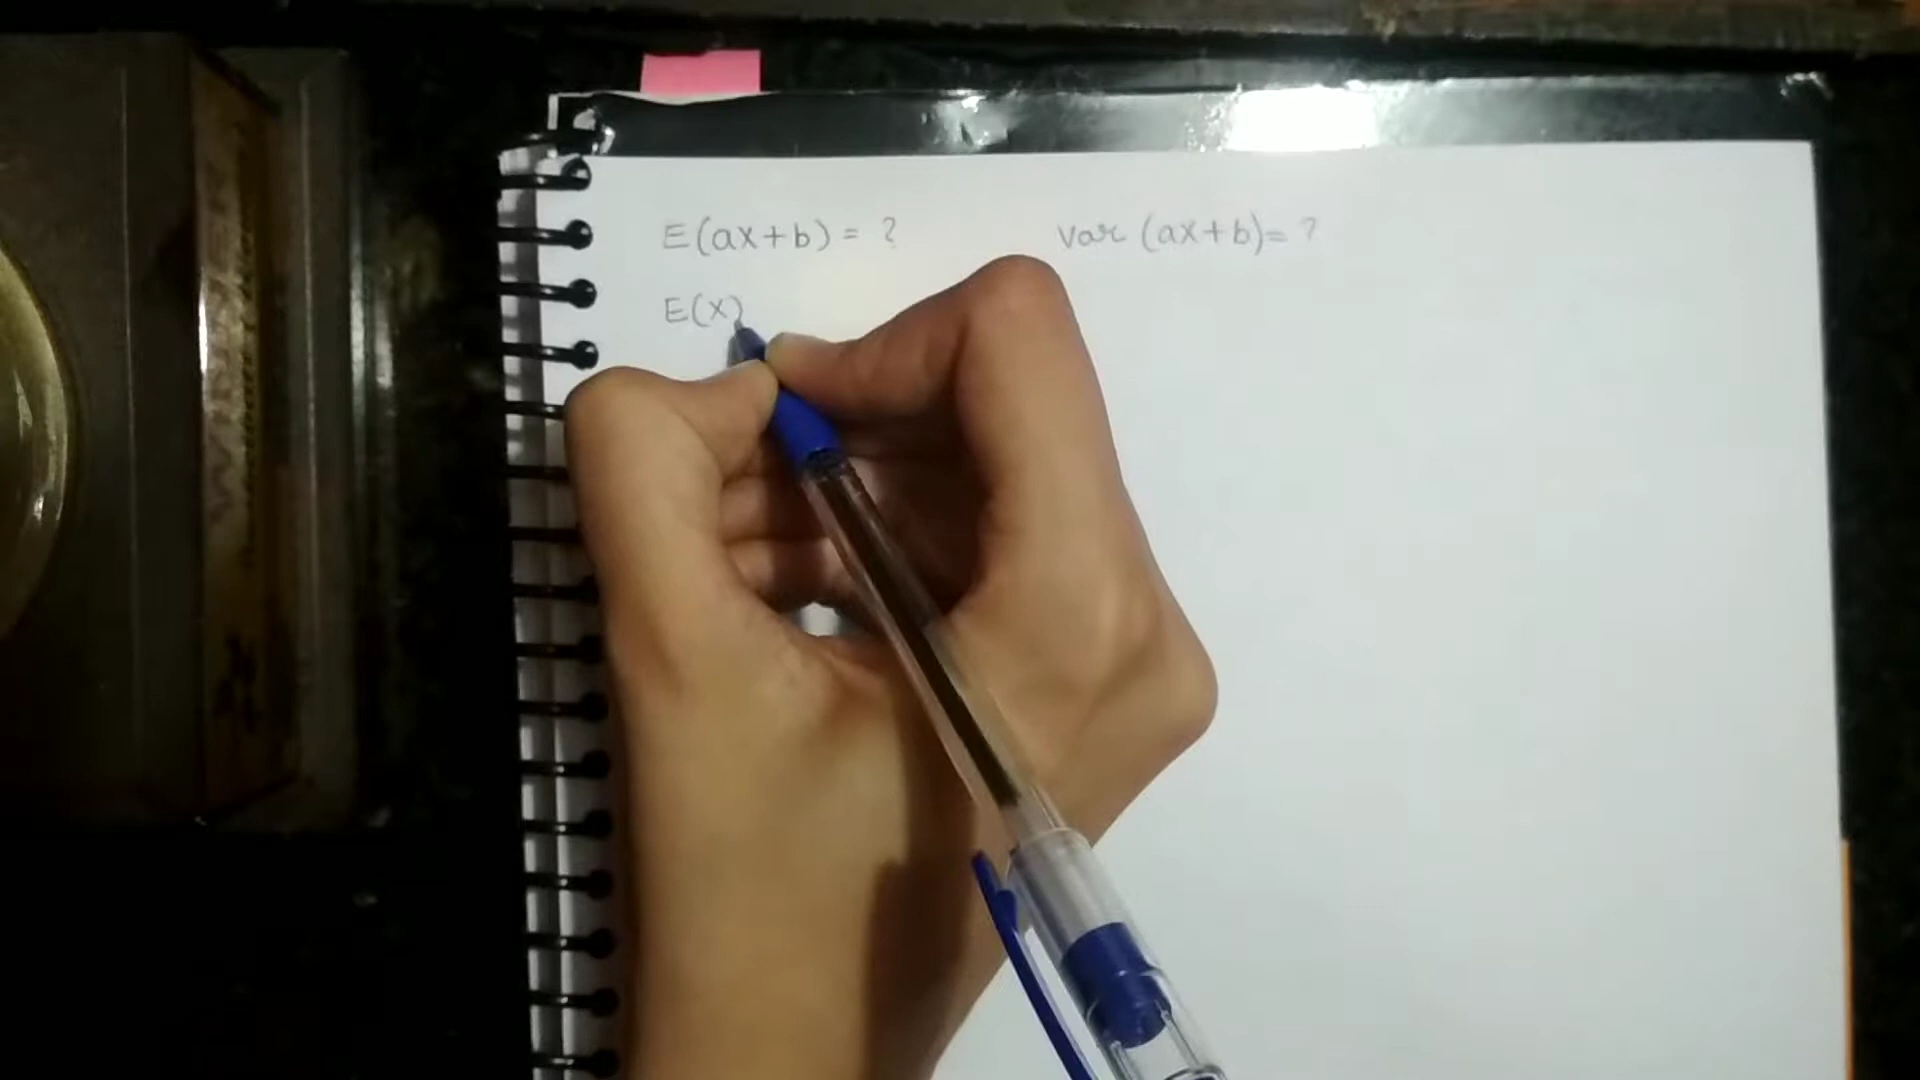 E(ax+b) = ? var (ax+b)= ?
E(x)